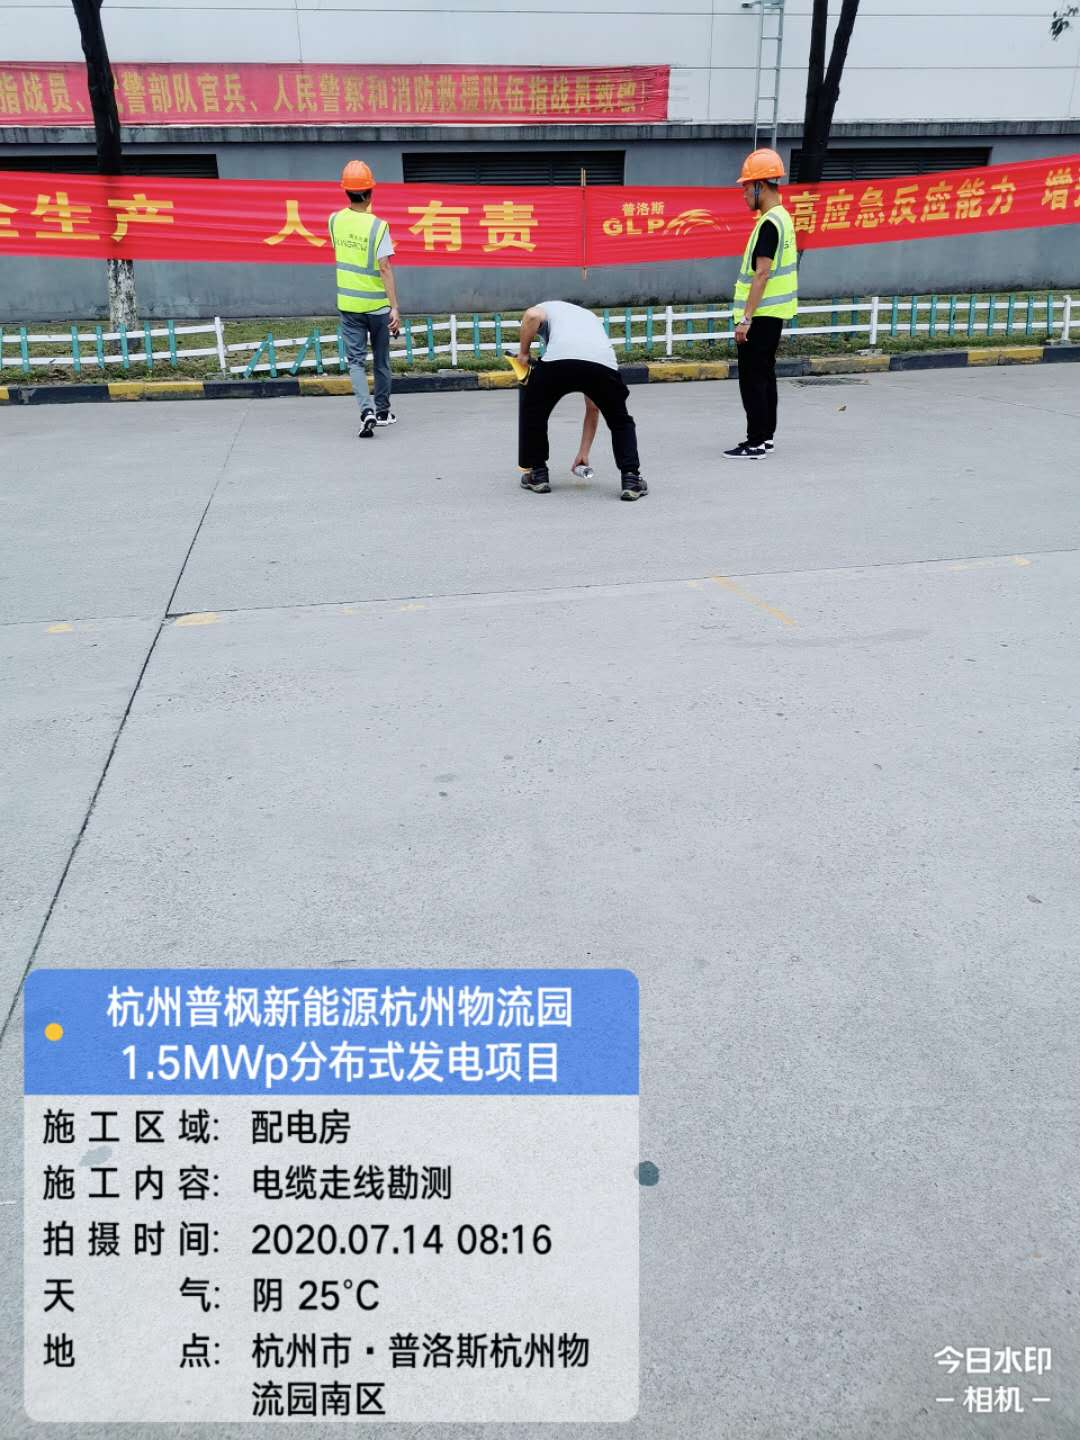 指战员、武警部队官兵、人民警察和消防救援队伍指战员致敬！
全生产 人人有责
普洛斯
GLP
高应急反应能力 增
杭州普枫新能源杭州物流园
1.5MWp分布式发电项目
施工区域: 配电房
施工内容: 电缆走线勘测
拍摄时间: 2020.07.14 08:16
天气: 阴 25°C
地点: 杭州市·普洛斯杭州物
流园南区
今日水印
-相机-